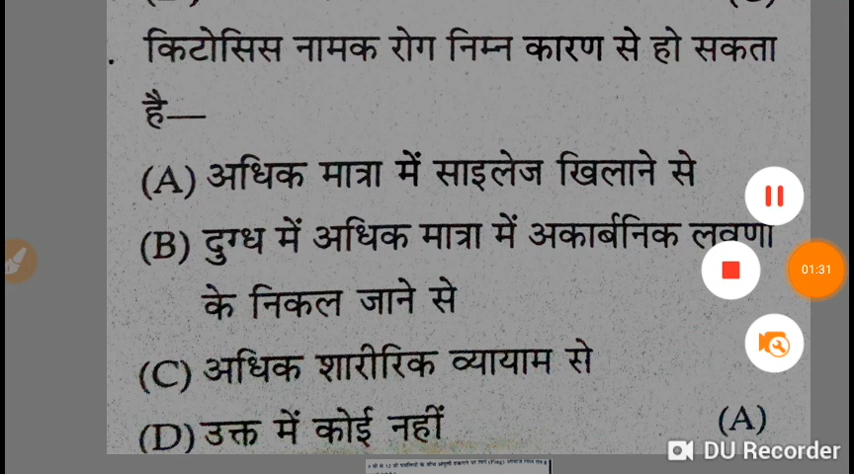 . किटोसिस नामक रोग निम्न कारण से हो सकता
है—
(A) अधिक मात्रा में साइलेज खिलाने से
(B) दुग्ध में अधिक मात्रा में अकार्बनिक लवणों
के निकल जाने से
(C) अधिक शारीरिक व्यायाम से
(D) उक्त में कोई नहीं (A)
01:31
DU Recorder